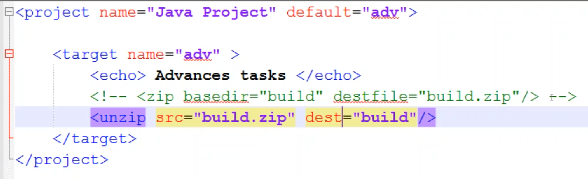 <project name="Java Project" default="adv">
<target name="adv" >
<echo> Advances tasks </echo>
<!-- <zip basedir="build" destfile="build.zip"/> -->
<unzip src="build.zip" dest="build"/>
</target>
</project>